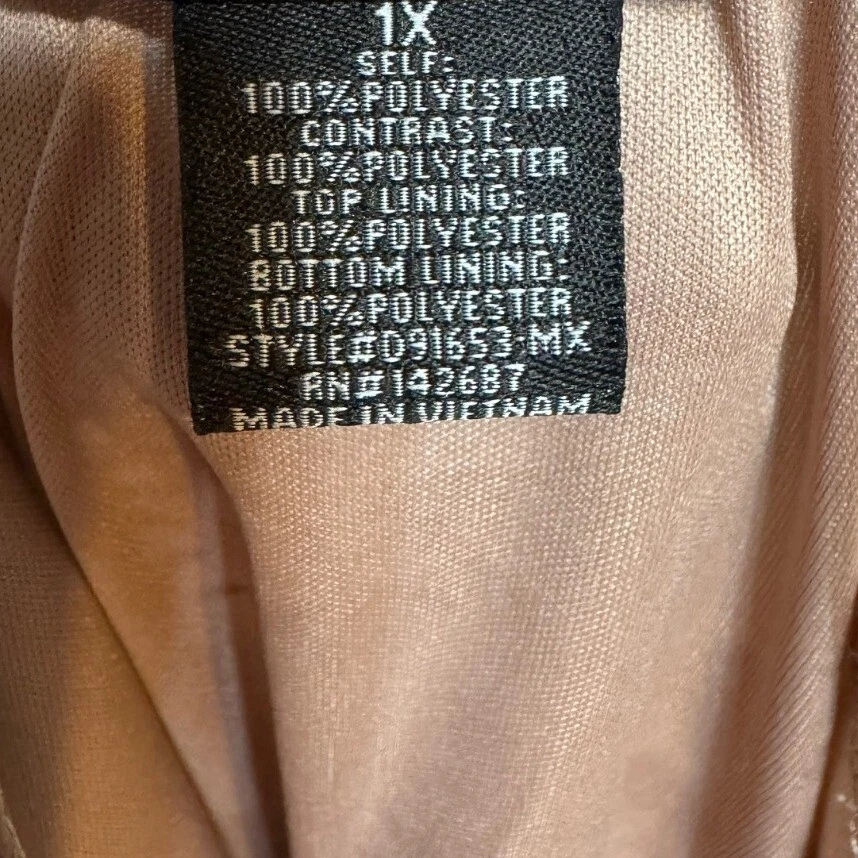 1X
SELF:
100%POLYESTER
CONTRAST:
100%POLYESTER
TOP LINING:
100%POLYESTER
BOTTOM LINING:
100%POLYESTER
STYLE#D91653-MX
RN#142687
MADE IN VIETNAM